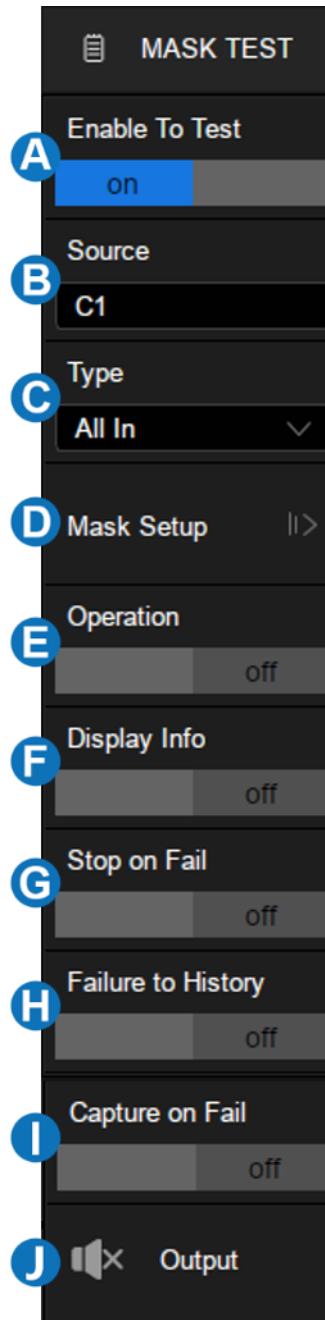 MASK TEST
A
Enable To Test
on
B
Source
C1
C
Type
All In
D
Mask Setup
E
Operation
off
F
Display Info
off
G
Stop on Fail
off
H
Failure to History
off
I
Capture on Fail
off
J
Output